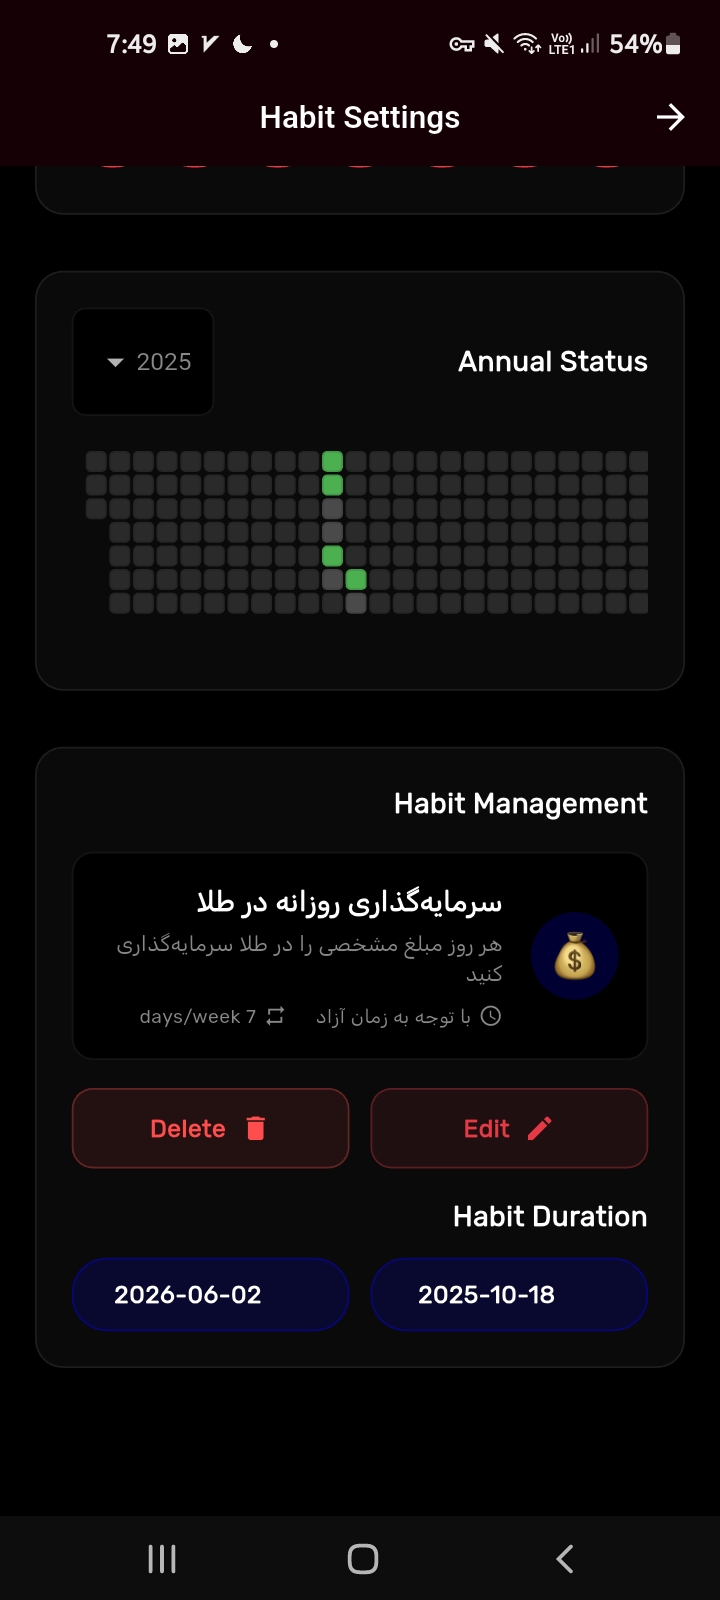 7:49
Vo)) LTE1 54%
Habit Settings
Annual Status
2025
Habit Management
سرمایه‌گذاری روزانه در طلا
هر روز مبلغ مشخصی را در طلا سرمایه‌گذاری
کنید
با توجه به زمان آزاد
7 days/week
Edit
Delete
Habit Duration
2025-10-18
2026-06-02